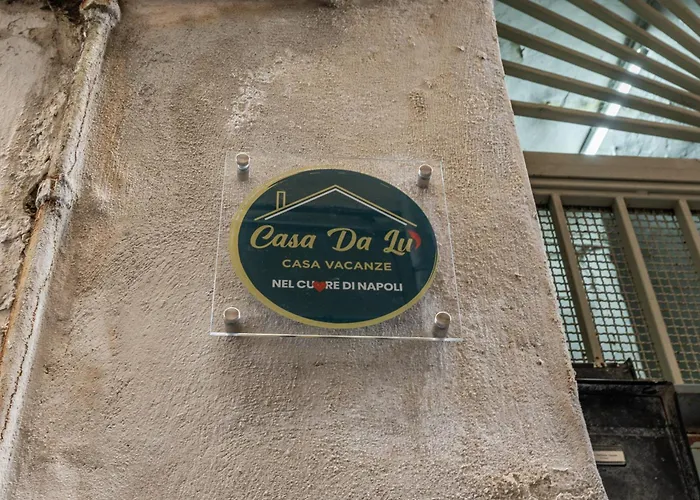 Casa Da Lu
CASA VACANZE
NEL CUORE DI NAPOLI